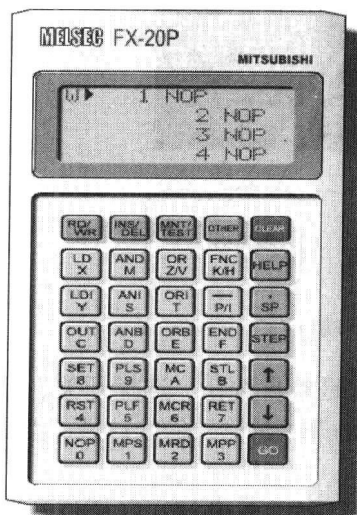 MELSEC FX-20P
MITSUBISHI
W▶ 1 NOP
2 NOP
3 NOP
4 NOP
RD/WR INS/DEL MNT/TEST OTHER CLEAR
LD X AND M OR Z/V FNC K/H HELP
LDI Y ANI S ORI T — P/I , SP
OUT C ANB D ORB E END F STEP
SET 8 PLS 9 MC A STL B ↑
RST 4 PLF 5 MCR 6 RET 7 ↓
NOP 0 MPS 1 MRD 2 MPP 3 GO